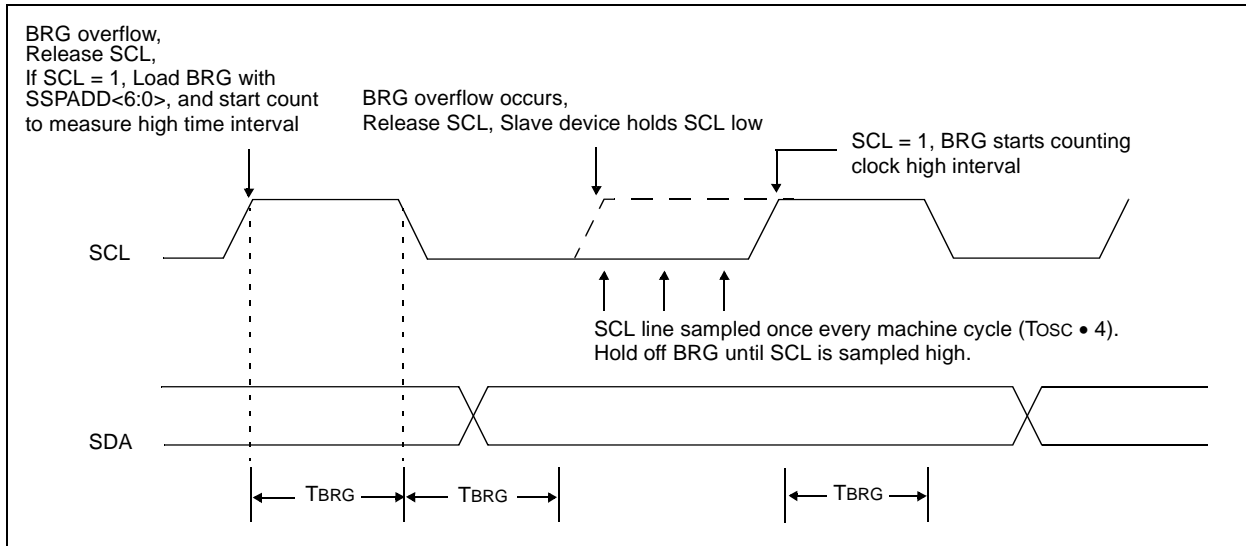 BRG overflow,
Release SCL,
If SCL = 1, Load BRG with
SSPADD<6:0>, and start count
to measure high time interval
BRG overflow occurs,
Release SCL, Slave device holds SCL low
SCL = 1, BRG starts counting
clock high interval
SCL
SCL line sampled once every machine cycle (TOSC • 4).
Hold off BRG until SCL is sampled high.
SDA
TBRG
TBRG
TBRG